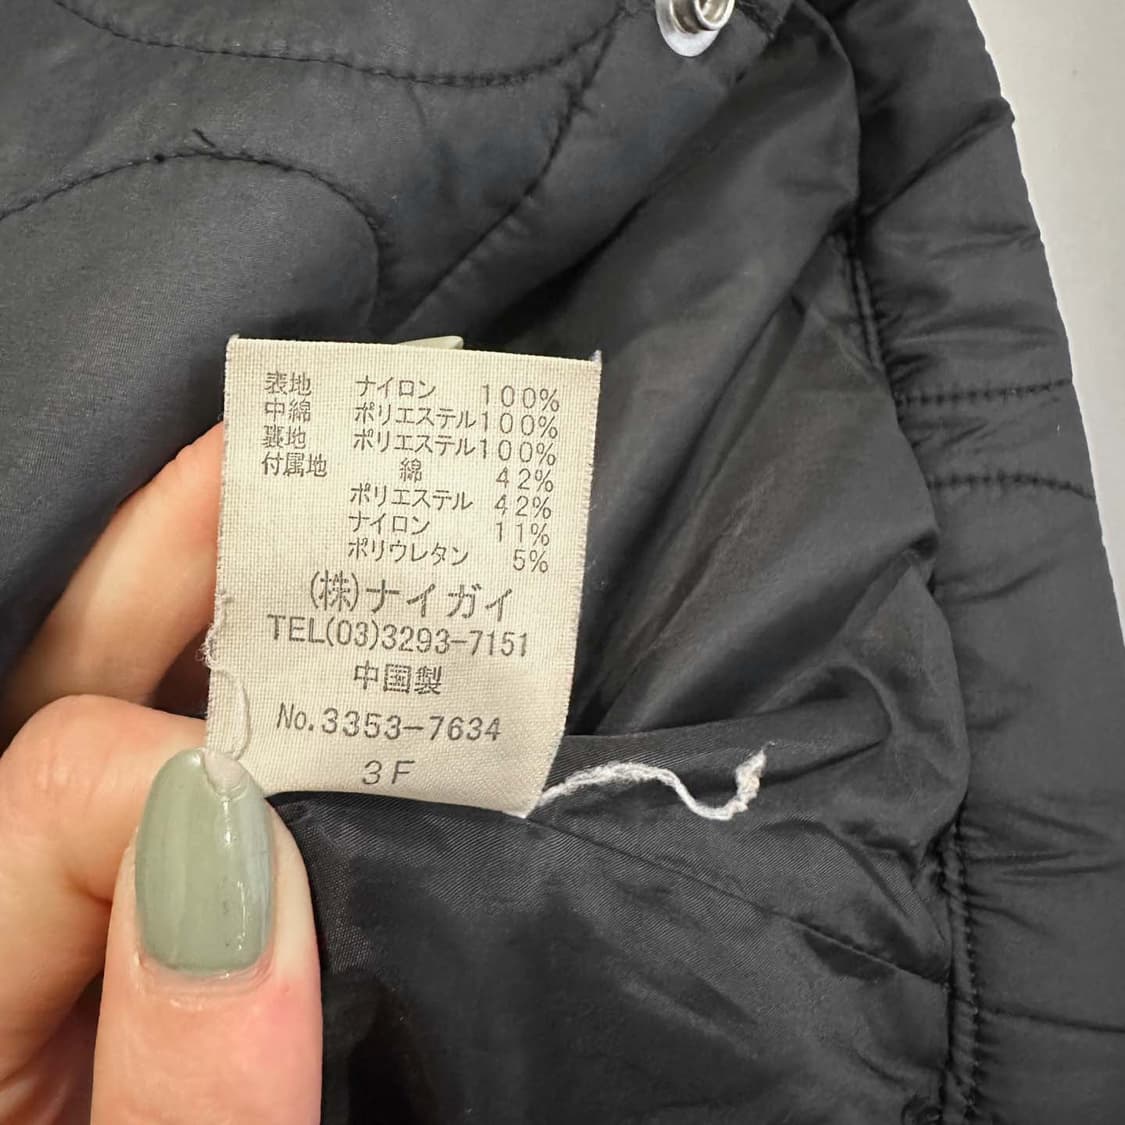 表地 ナイロン 100%
中綿 ポリエステル100%
裏地 ポリエステル100%
付属地 綿 42%
ポリエステル 42%
ナイロン 11%
ポリウレタン 5%
(株)ナイガイ
TEL(03)3293-7151
中国製
No.3353-7634
3F